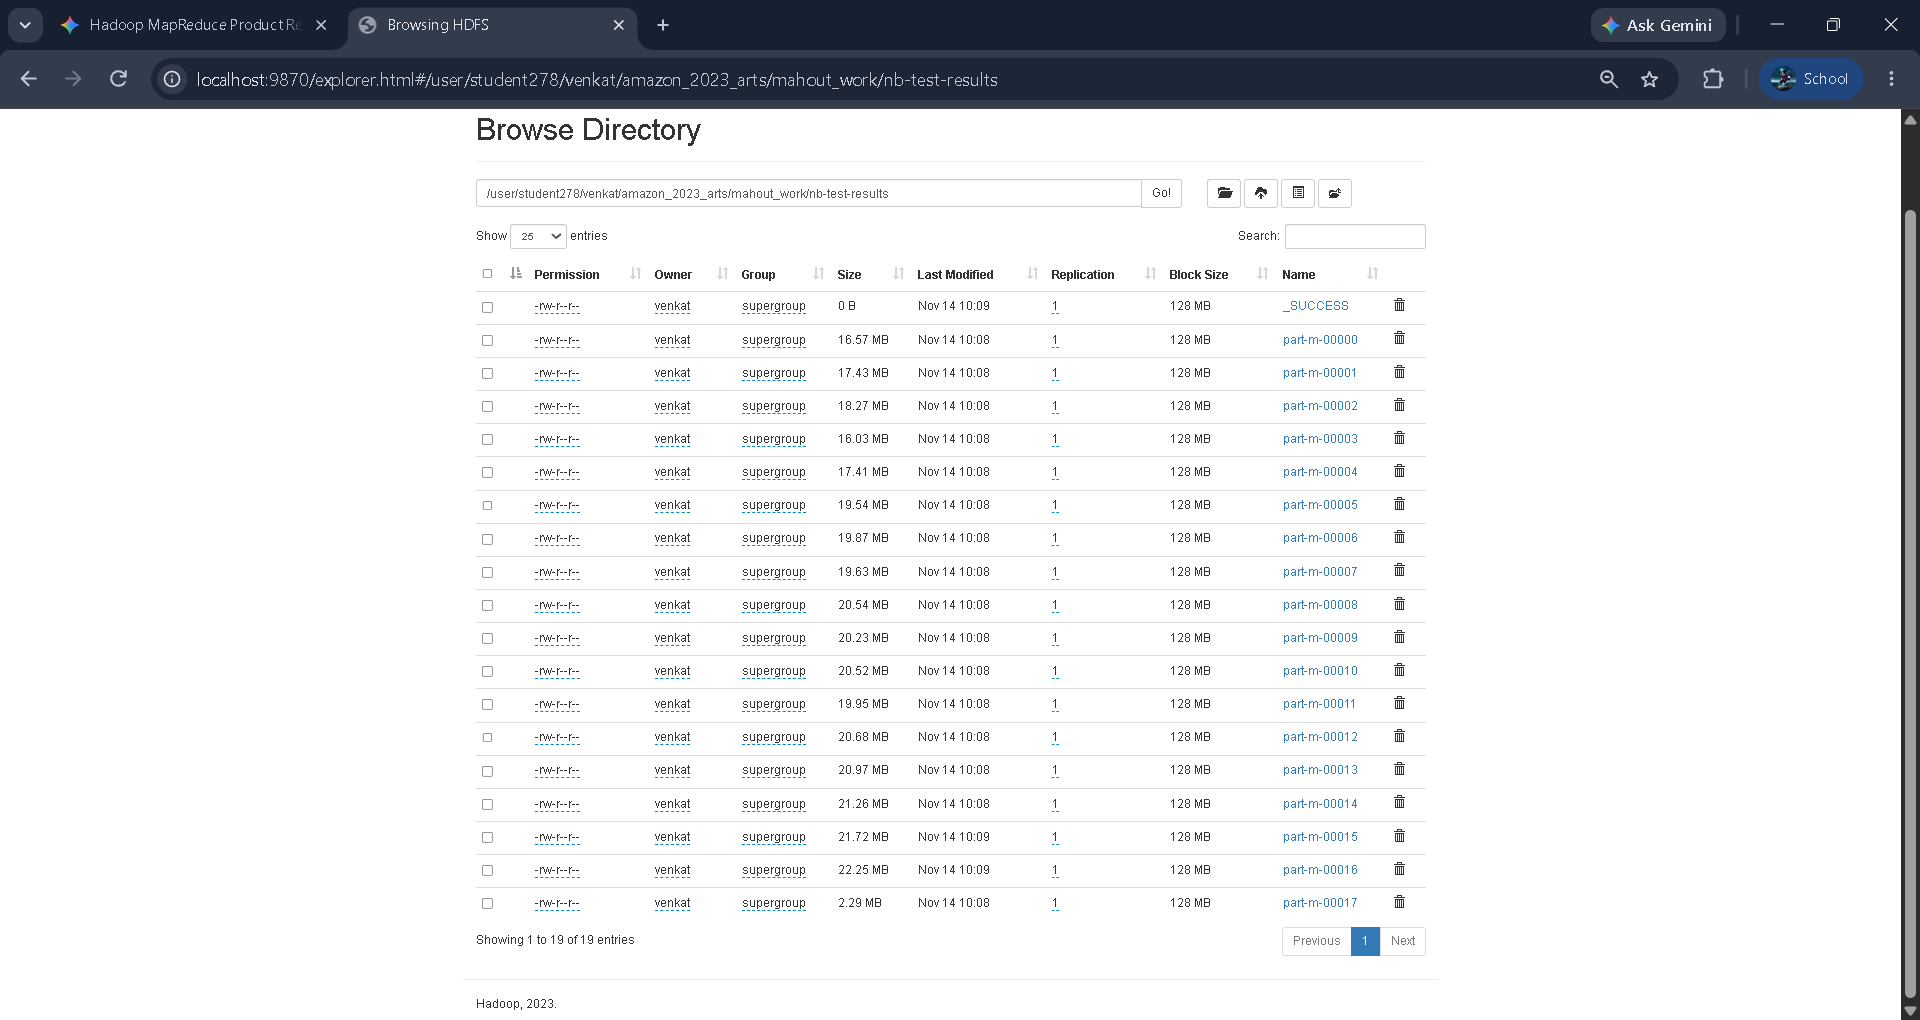 Hadoop MapReduce Product Re
Browsing HDFS
Ask Gemini
localhost:9870/explorer.html#/user/student278/venkat/amazon_2023_arts/mahout_work/nb-test-results
School
Browse Directory
/user/student278/venkat/amazon_2023_arts/mahout_work/nb-test-results Go!
Show 25 entries Search:
Permission Owner Group Size Last Modified Replication Block Size Name
-rw-r--r-- venkat supergroup 0 B Nov 14 10:09 1 128 MB _SUCCESS
-rw-r--r-- venkat supergroup 16.57 MB Nov 14 10:08 1 128 MB part-m-00000
-rw-r--r-- venkat supergroup 17.43 MB Nov 14 10:08 1 128 MB part-m-00001
-rw-r--r-- venkat supergroup 18.27 MB Nov 14 10:08 1 128 MB part-m-00002
-rw-r--r-- venkat supergroup 16.03 MB Nov 14 10:08 1 128 MB part-m-00003
-rw-r--r-- venkat supergroup 17.41 MB Nov 14 10:08 1 128 MB part-m-00004
-rw-r--r-- venkat supergroup 19.54 MB Nov 14 10:08 1 128 MB part-m-00005
-rw-r--r-- venkat supergroup 19.87 MB Nov 14 10:08 1 128 MB part-m-00006
-rw-r--r-- venkat supergroup 19.63 MB Nov 14 10:08 1 128 MB part-m-00007
-rw-r--r-- venkat supergroup 20.54 MB Nov 14 10:08 1 128 MB part-m-00008
-rw-r--r-- venkat supergroup 20.23 MB Nov 14 10:08 1 128 MB part-m-00009
-rw-r--r-- venkat supergroup 20.52 MB Nov 14 10:08 1 128 MB part-m-00010
-rw-r--r-- venkat supergroup 19.95 MB Nov 14 10:08 1 128 MB part-m-00011
-rw-r--r-- venkat supergroup 20.68 MB Nov 14 10:08 1 128 MB part-m-00012
-rw-r--r-- venkat supergroup 20.97 MB Nov 14 10:08 1 128 MB part-m-00013
-rw-r--r-- venkat supergroup 21.26 MB Nov 14 10:08 1 128 MB part-m-00014
-rw-r--r-- venkat supergroup 21.72 MB Nov 14 10:09 1 128 MB part-m-00015
-rw-r--r-- venkat supergroup 22.25 MB Nov 14 10:09 1 128 MB part-m-00016
-rw-r--r-- venkat supergroup 2.29 MB Nov 14 10:08 1 128 MB part-m-00017
Showing 1 to 19 of 19 entries Previous 1 Next
Hadoop, 2023.